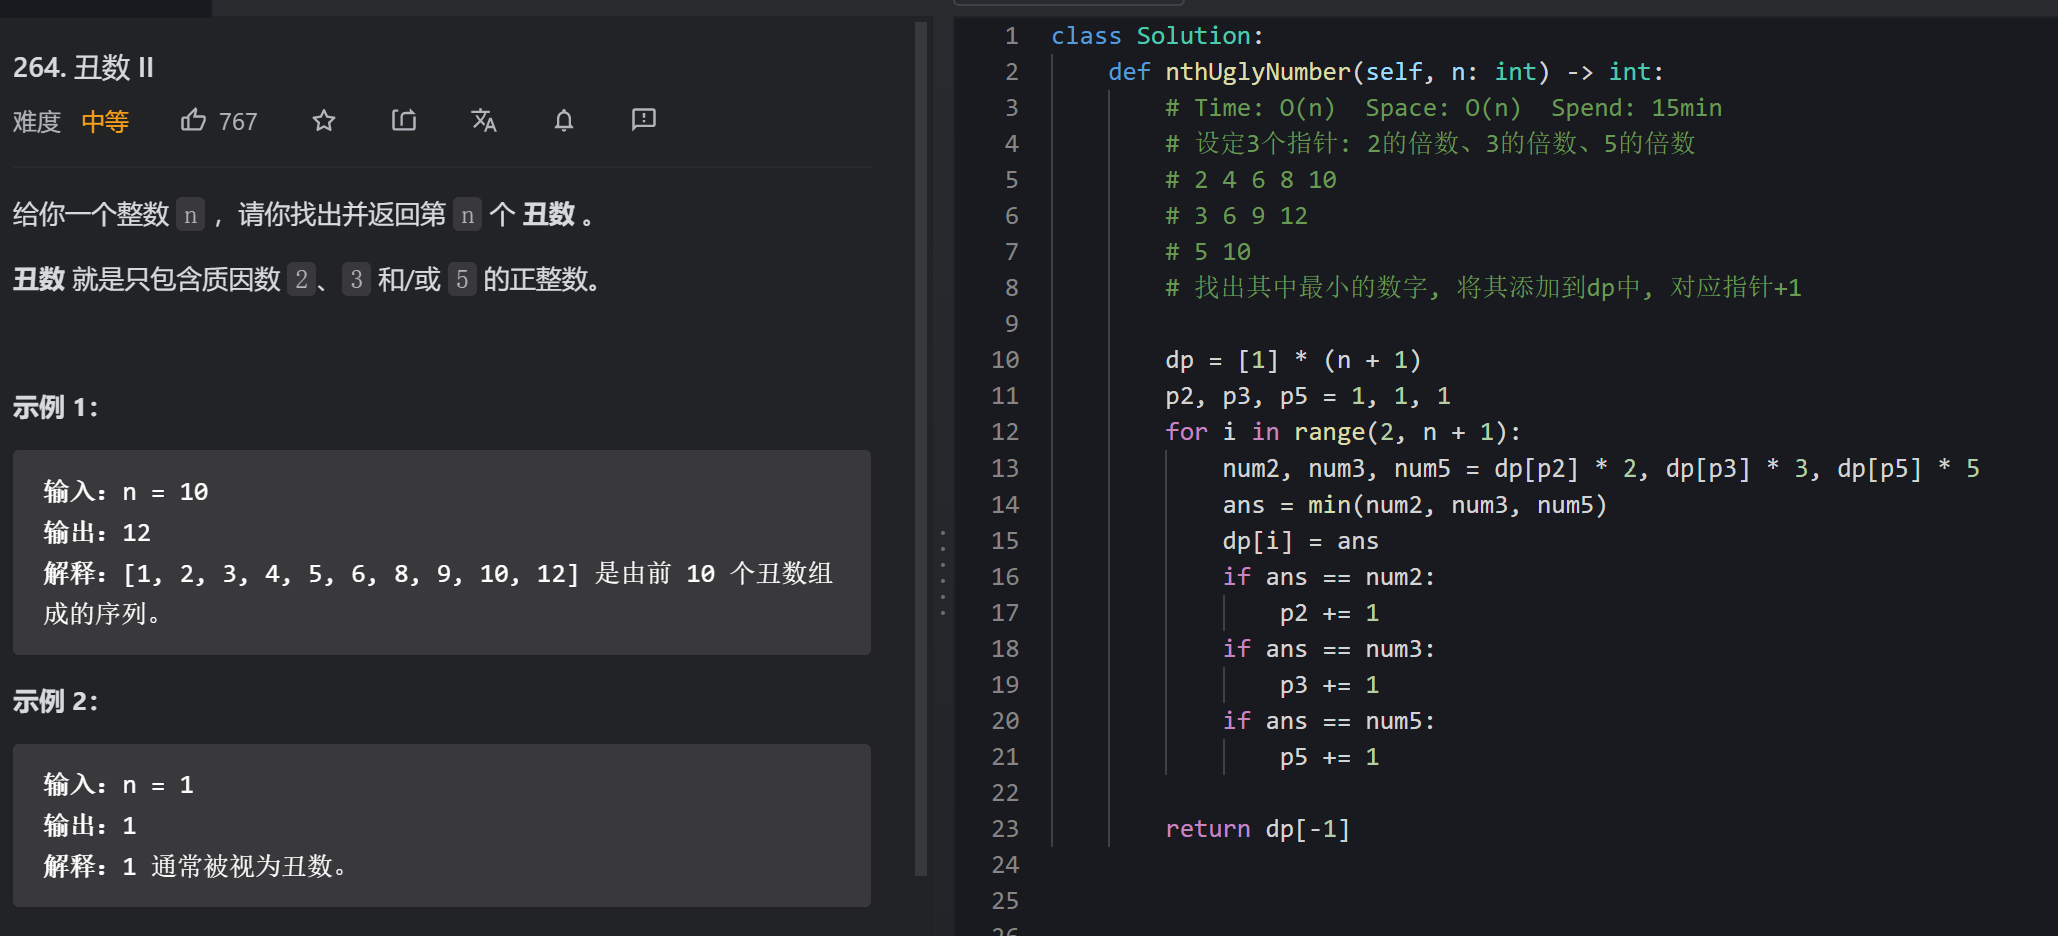 264. 丑数 II
难度 中等 767
给你一个整数 n ，请你找出并返回第 n 个 丑数 。
丑数 就是只包含质因数 2、3 和/或 5 的正整数。
示例 1：
输入：n = 10
输出：12
解释：[1, 2, 3, 4, 5, 6, 8, 9, 10, 12] 是由前 10 个丑数组
成的序列。
示例 2：
输入：n = 1
输出：1
解释：1 通常被视为丑数。
1 class Solution:
2 def nthUglyNumber(self, n: int) -> int:
3 # Time: O(n)  Space: O(n)  Spend: 15min
4 # 设定3个指针: 2的倍数、3的倍数、5的倍数
5 # 2 4 6 8 10
6 # 3 6 9 12
7 # 5 10
8 # 找出其中最小的数字, 将其添加到dp中, 对应指针+1
9
10 dp = [1] * (n + 1)
11 p2, p3, p5 = 1, 1, 1
12 for i in range(2, n + 1):
13 num2, num3, num5 = dp[p2] * 2, dp[p3] * 3, dp[p5] * 5
14 ans = min(num2, num3, num5)
15 dp[i] = ans
16 if ans == num2:
17 p2 += 1
18 if ans == num3:
19 p3 += 1
20 if ans == num5:
21 p5 += 1
22
23 return dp[-1]
24
25
26